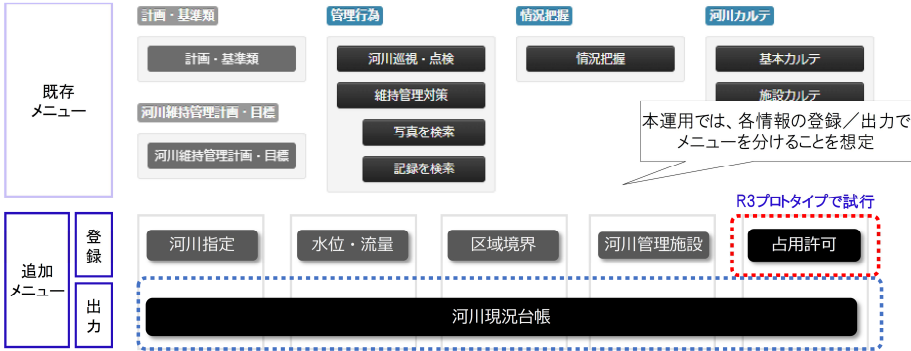 計画・基準類
管理行為
情況把握
河川カルテ
既存
メニュー
計画・基準類
河川維持管理計画・目標
河川維持管理計画・目標
河川巡視・点検
維持管理対策
写真を検索
記録を検索
情況把握
基本カルテ
施設カルテ
本運用では、各情報の登録／出力で
メニューを分けることを想定
R3プロトタイプで試行
追加
メニュー
登
録
河川指定
水位・流量
区域境界
河川管理施設
占用許可
出
力
河川現況台帳